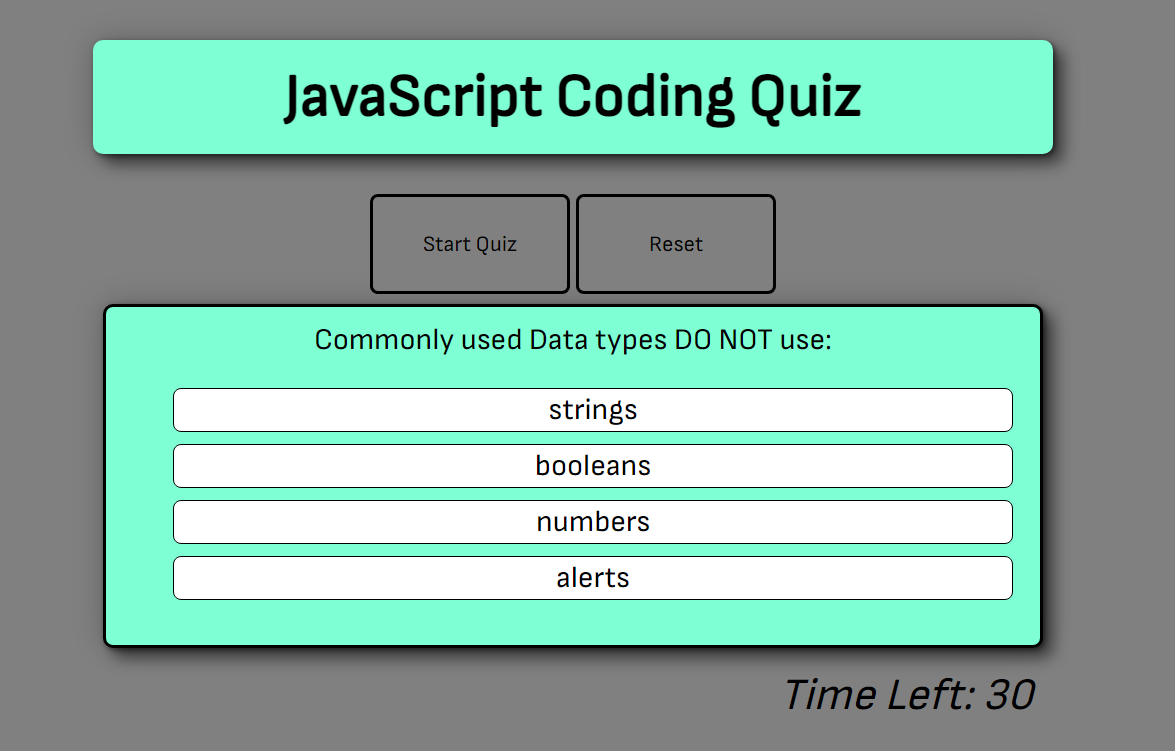 JavaScript Coding Quiz
Start Quiz Reset
Commonly used Data types DO NOT use:
strings
booleans
numbers
alerts
Time Left: 30